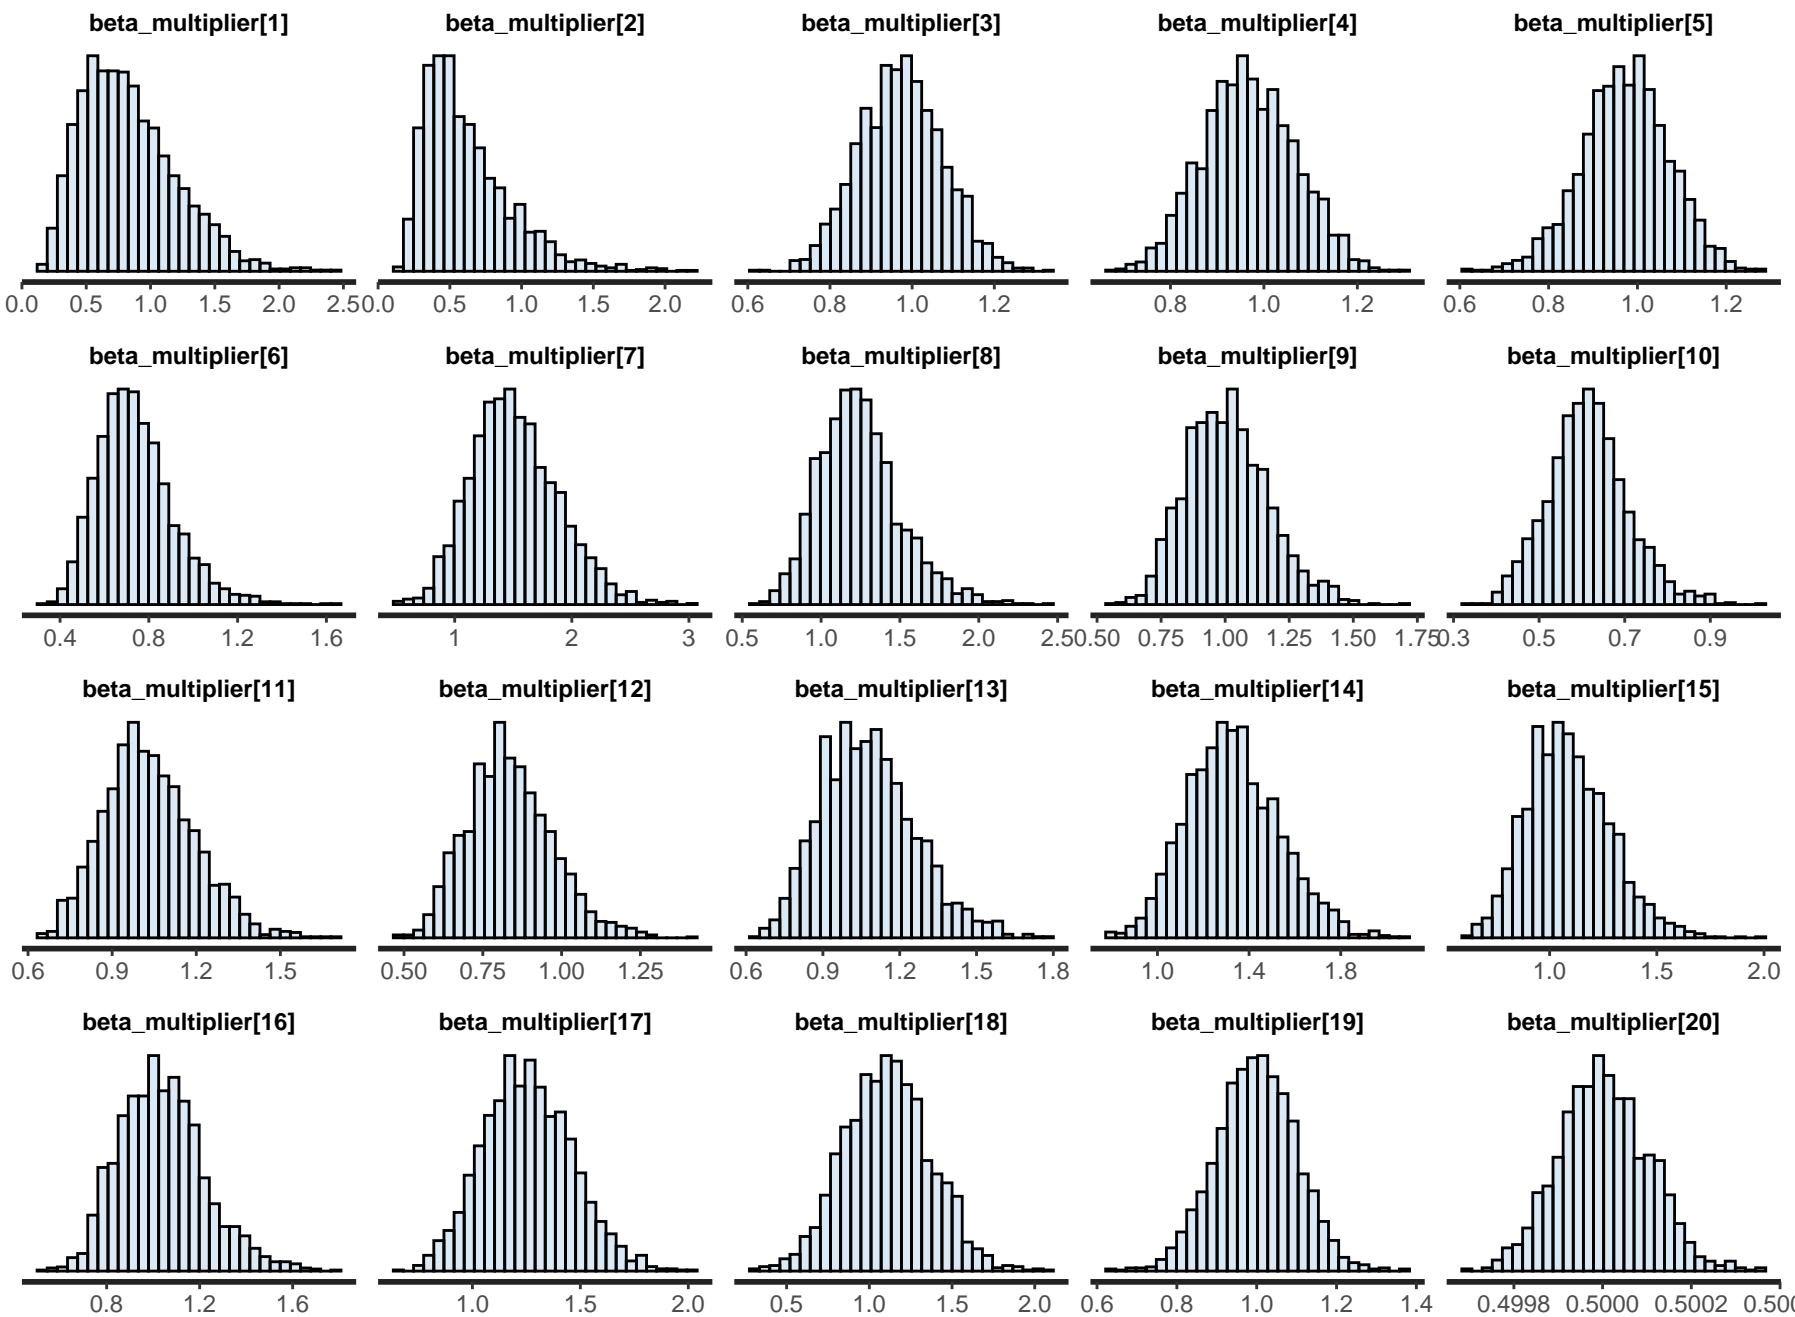 beta_multiplier[1] beta_multiplier[2] beta_multiplier[3] beta_multiplier[4] beta_multiplier[5]
0.0 0.5 1.0 1.5 2.0 2.5 0.0 0.5 1.0 1.5 2.0 0.6 0.8 1.0 1.2 0.8 1.0 1.2 0.6 0.8 1.0 1.2
beta_multiplier[6] beta_multiplier[7] beta_multiplier[8] beta_multiplier[9] beta_multiplier[10]
0.4 0.8 1.2 1.6 1 2 3 0.5 1.0 1.5 2.0 2.5 0.50 0.75 1.00 1.25 1.50 1.75 0.3 0.5 0.7 0.9
beta_multiplier[11] beta_multiplier[12] beta_multiplier[13] beta_multiplier[14] beta_multiplier[15]
0.6 0.9 1.2 1.5 0.50 0.75 1.00 1.25 0.6 0.9 1.2 1.5 1.8 1.0 1.4 1.8 1.0 1.5 2.0
beta_multiplier[16] beta_multiplier[17] beta_multiplier[18] beta_multiplier[19] beta_multiplier[20]
0.8 1.2 1.6 1.0 1.5 2.0 0.5 1.0 1.5 2.0 0.6 0.8 1.0 1.2 1.4 0.4998 0.5000 0.5002